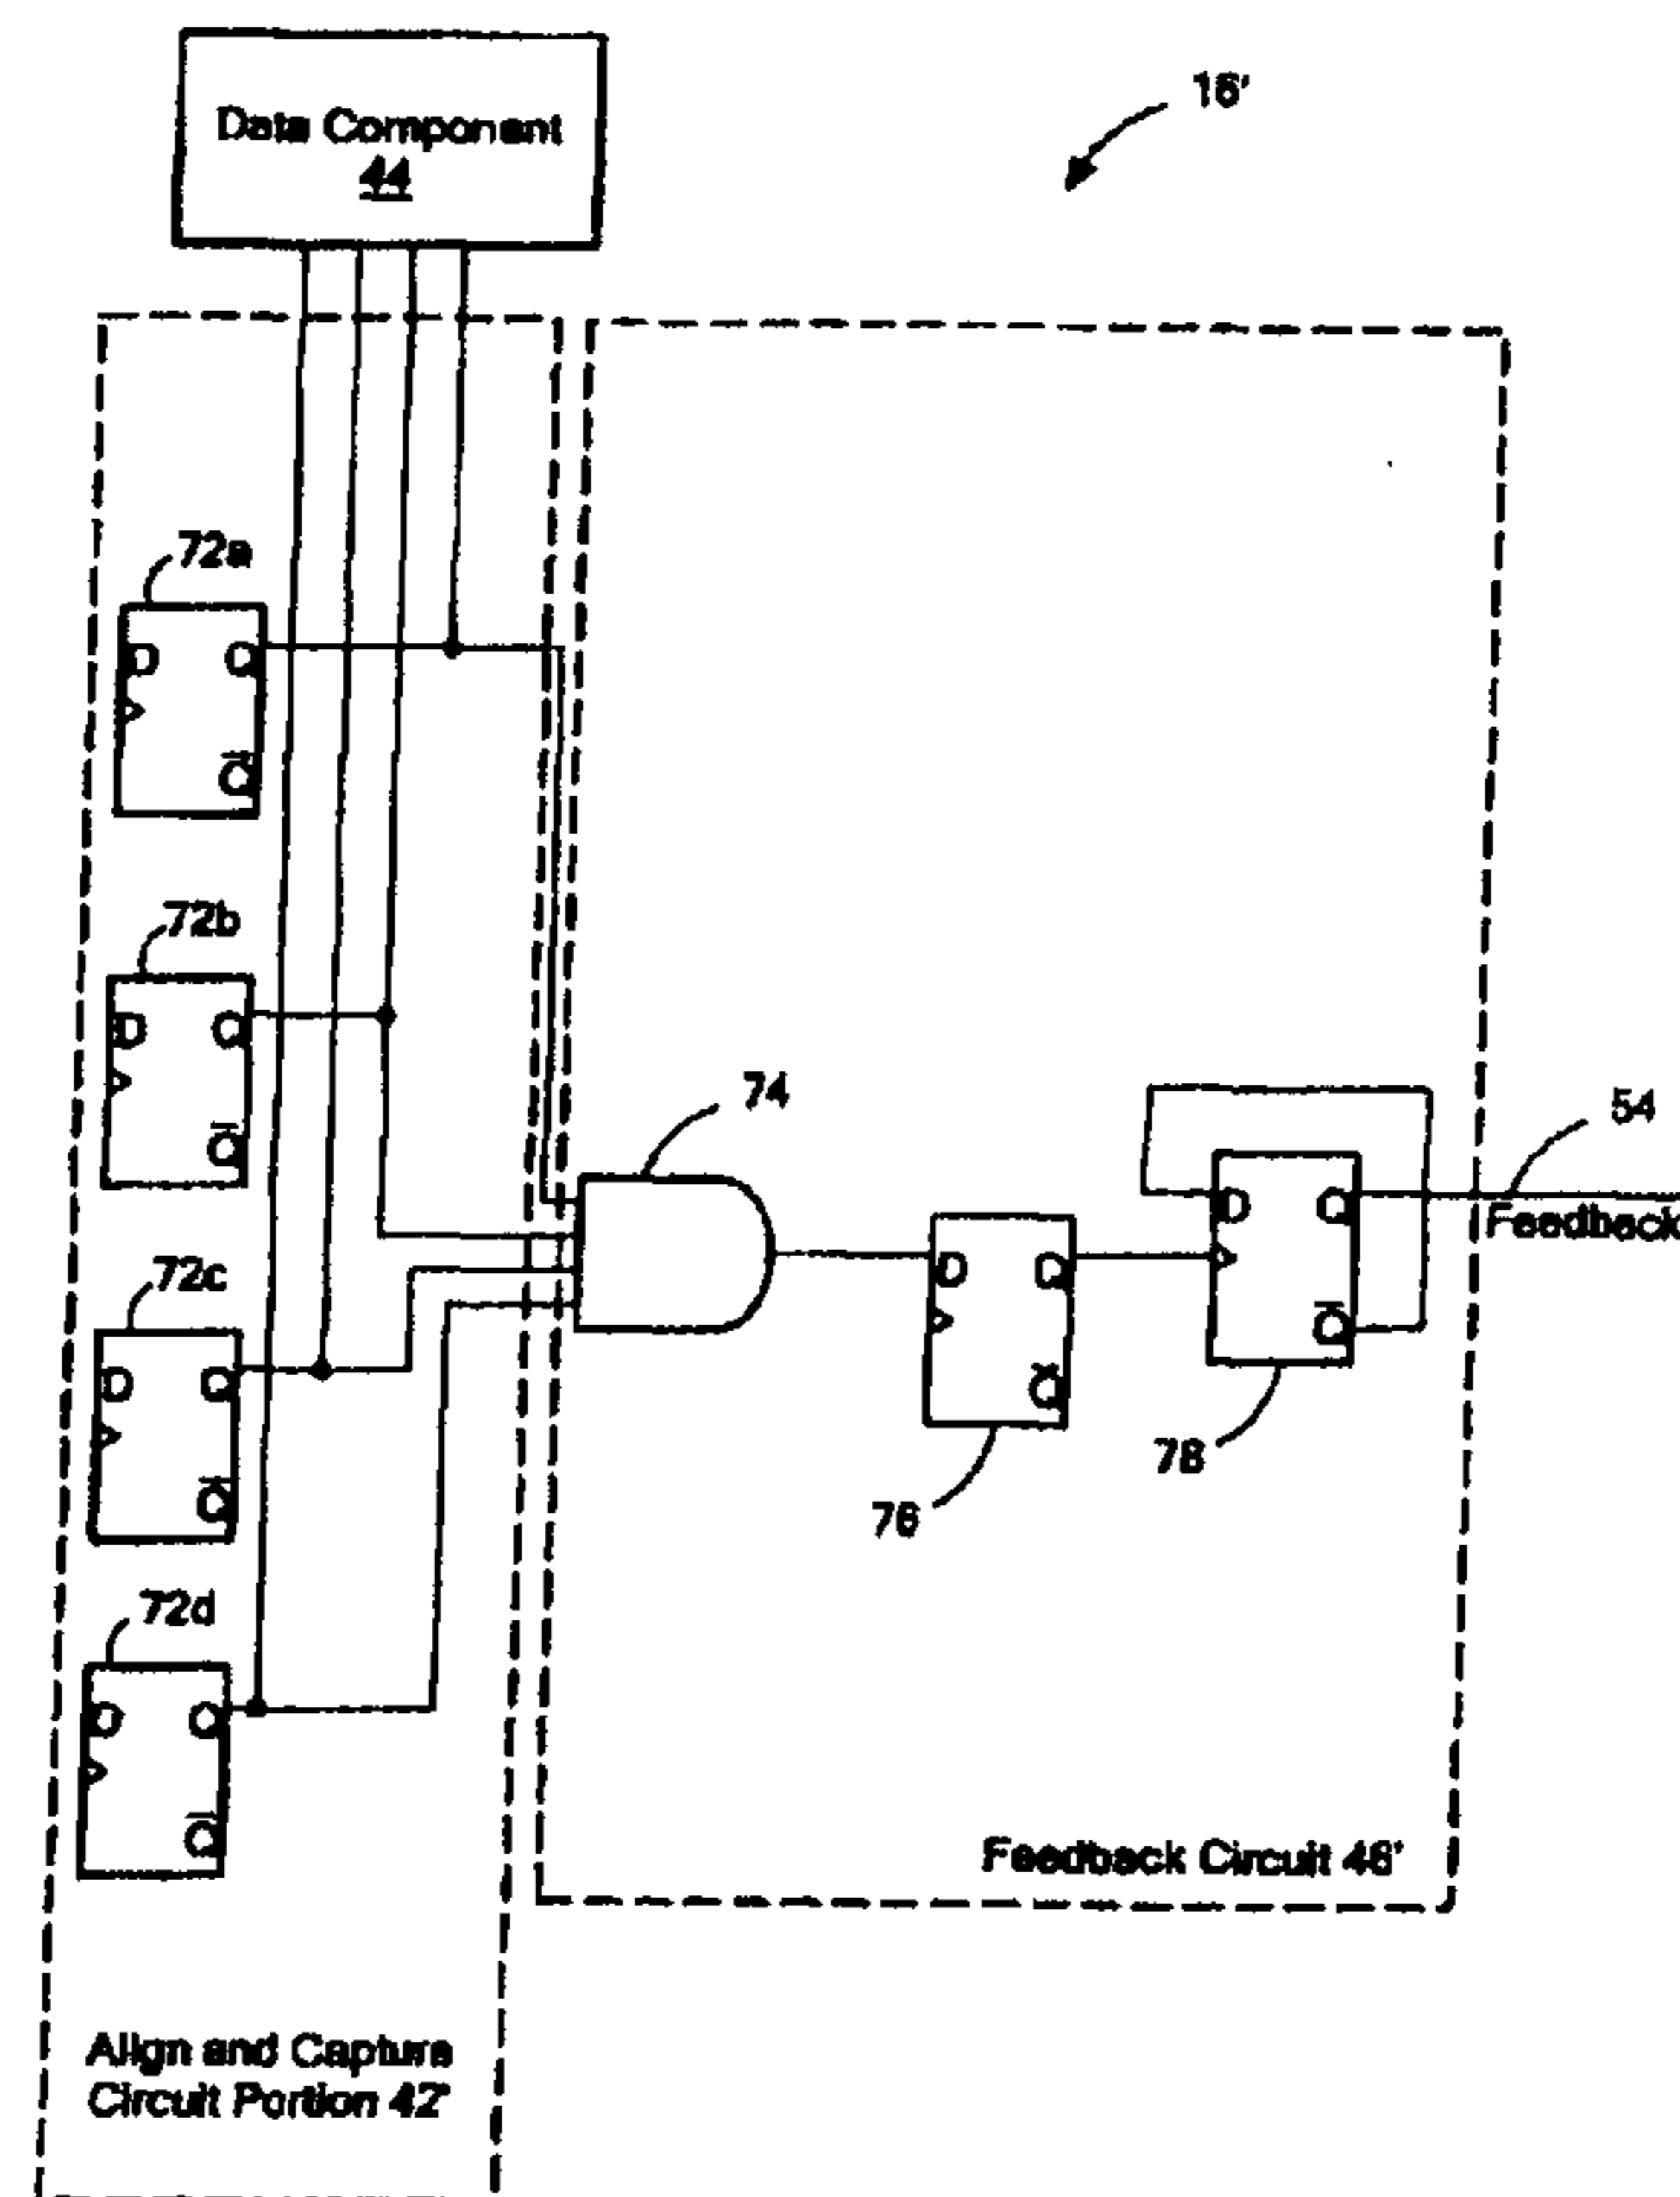 Data Component
44
16'
72a
D Q
Q
72b
D Q
Q
74
54
72c
D Q
Q
D Q
Q
D Q
Q
Feedback
76
78
72d
D Q
Q
Feedback Circuit 46'
Align and Capture
Circuit Portion 42'